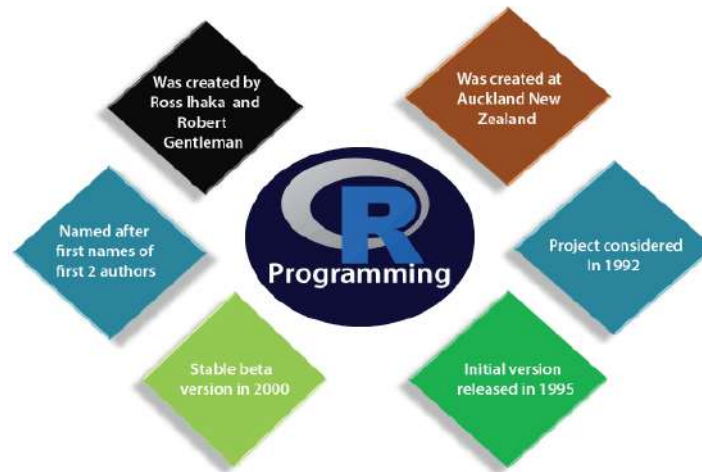 Was created by
Ross Ihaka and
Robert
Gentleman
Was created at
Auckland New
Zealand
Named after
first names of
first 2 authors
R
Programming
Project considered
in 1992
Stable beta
version in 2000
Initial version
released in 1995